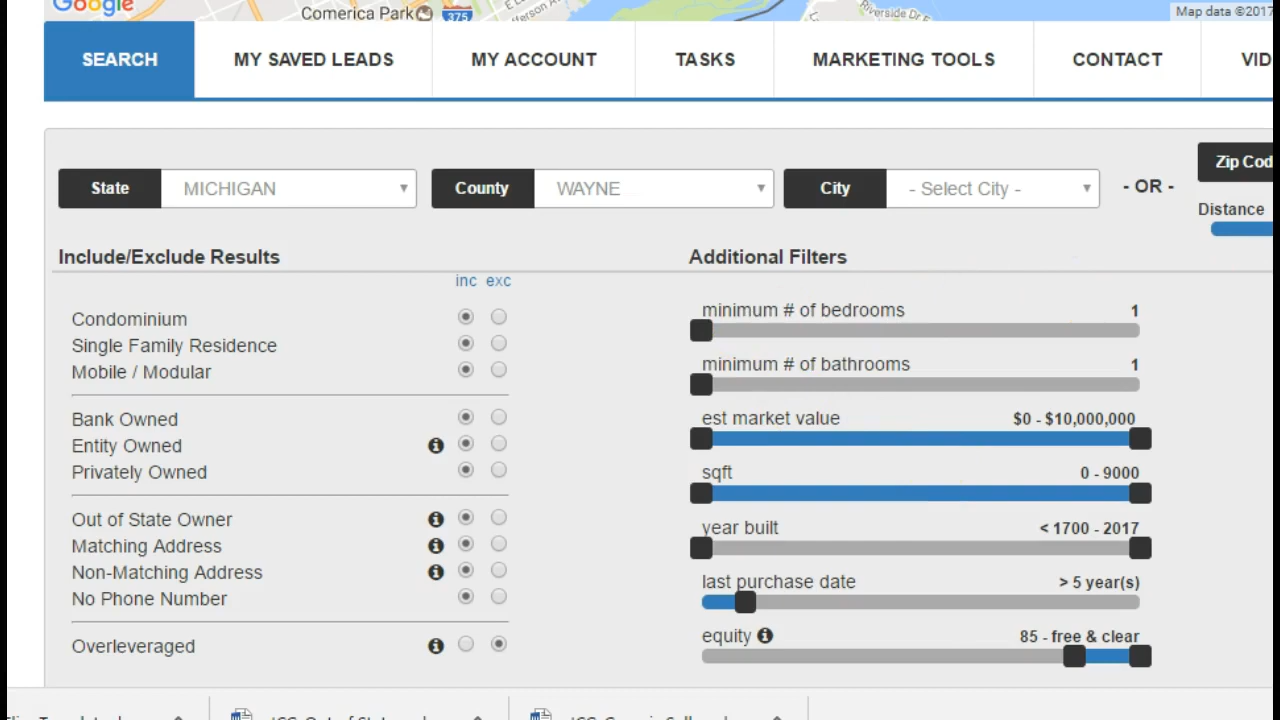 Google
Comerica Park
375
Riverside Dr
Map data ©2017
SEARCH
MY SAVED LEADS
MY ACCOUNT
TASKS
MARKETING TOOLS
CONTACT
VID
State
MICHIGAN
County
WAYNE
City
- Select City -
- OR -
Zip Cod
Distance
Include/Exclude Results
inc exc
Condominium
Single Family Residence
Mobile / Modular
Bank Owned
Entity Owned
Privately Owned
Out of State Owner
Matching Address
Non-Matching Address
No Phone Number
Overleveraged
Additional Filters
minimum # of bedrooms 1
minimum # of bathrooms 1
est market value $0 - $10,000,000
sqft 0 - 9000
year built < 1700 - 2017
last purchase date > 5 year(s)
equity 85 - free & clear